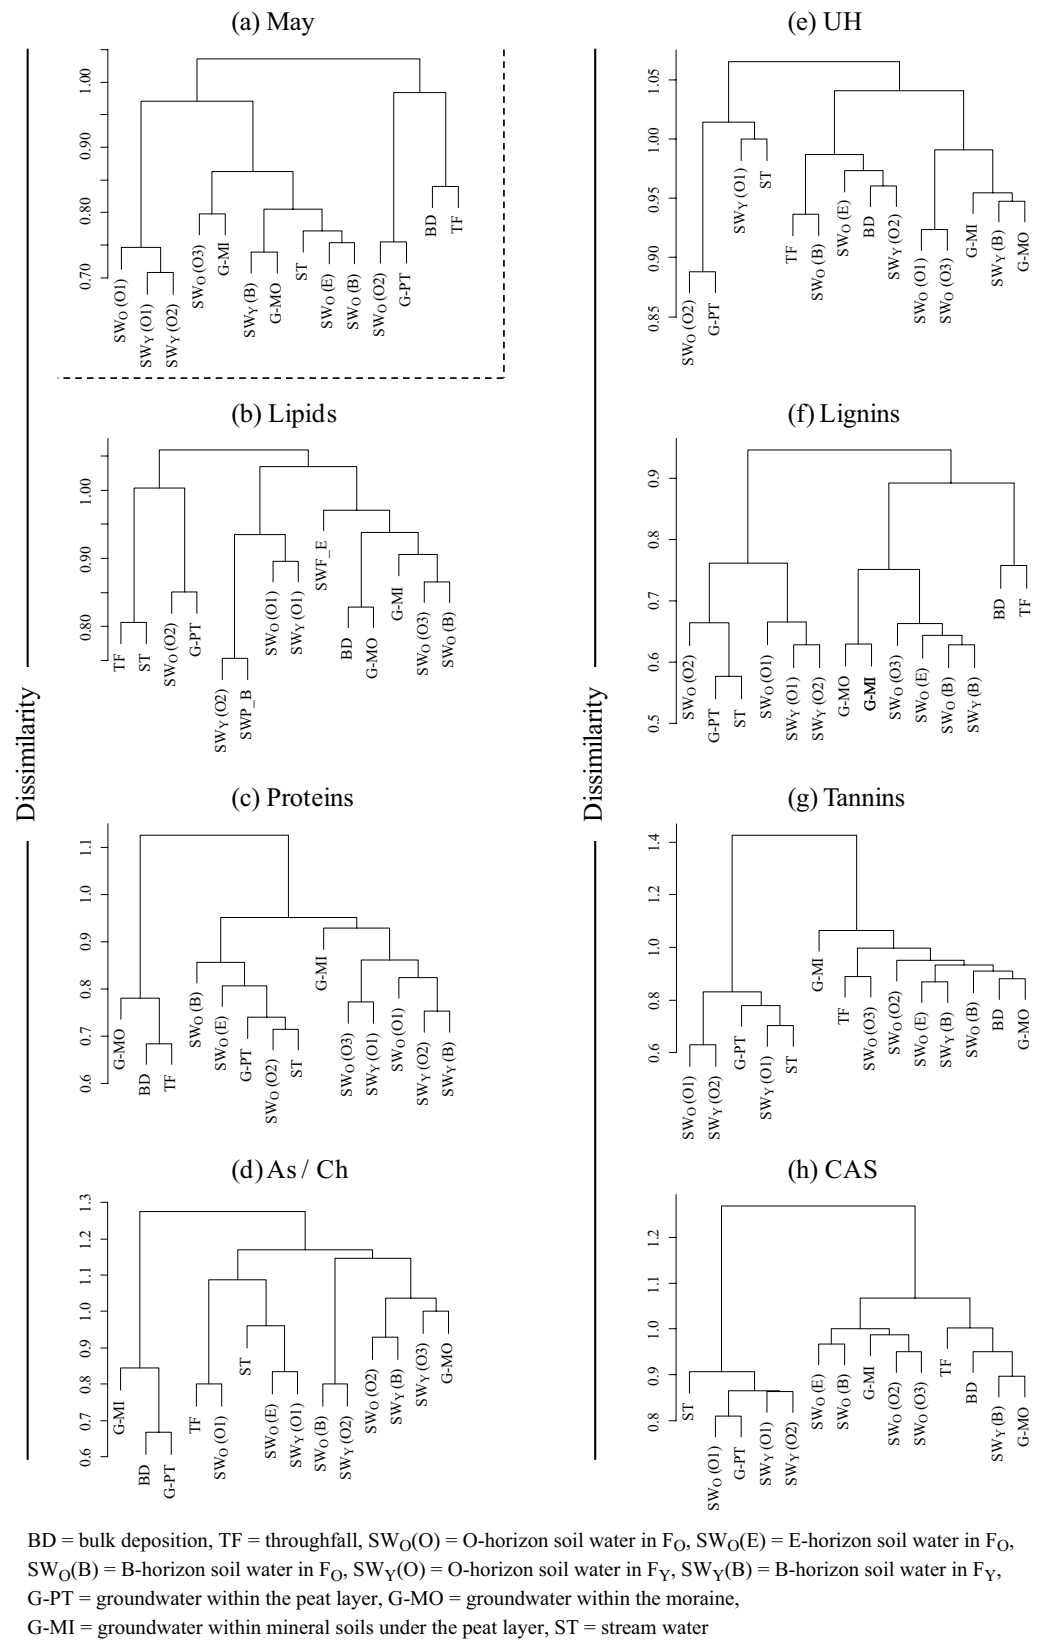 (a) May
1.00
0.90
0.80
0.70
SWO (O1)
SWY (O1)
SWY (O2)
SWO (O3)
G-MI
SWY (B)
G-MO
ST
SWO (E)
SWO (B)
SWO (O2)
G-PT
BD
TF
(b) Lipids
1.00
0.90
0.80
TF
ST
SWO (O2)
G-PT
SWY (O2)
SWP_B
SWO (O1)
SWY (O1)
SWF_E
BD
G-MO
G-MI
SWO (O3)
SWO (B)
Dissimilarity
(c) Proteins
1.1
1.0
0.9
0.8
0.7
0.6
G-MO
BD
TF
SWO (B)
SWO (E)
G-PT
SWO (O2)
ST
G-MI
SWO (O3)
SWY (O1)
SWO (O1)
SWY (O2)
SWY (B)
(d) As / Ch
1.3
1.2
1.1
1.0
0.9
0.8
0.7
0.6
G-MI
BD
G-PT
TF
SWO (O1)
ST
SWO (E)
SWY (O1)
SWO (B)
SWY (O2)
SWO (O2)
SWY (B)
SWY (O3)
G-MO
(e) UH
1.05
1.00
0.95
0.90
0.85
SWO (O2)
G-PT
SWY (O1)
ST
TF
SWO (B)
SWO (E)
BD
SWY (O2)
SWO (O1)
SWO (O3)
G-MI
SWY (B)
G-MO
(f) Lignins
0.9
0.8
0.7
0.6
0.5
SWO (O2)
G-PT
ST
SWO (O1)
SWY (O1)
SWY (O2)
G-MO
G-MI
SWO (O3)
SWO (E)
SWO (B)
SWY (B)
BD
TF
Dissimilarity
(g) Tannins
1.4
1.2
1.0
0.8
0.6
SWO (O1)
SWY (O2)
G-PT
SWY (O1)
ST
G-MI
TF
SWO (O3)
SWO (O2)
SWO (E)
SWY (B)
SWO (B)
BD
G-MO
(h) CAS
1.2
1.1
1.0
0.9
0.8
ST
SWO (O1)
G-PT
SWY (O1)
SWY (O2)
SWO (E)
SWO (B)
G-MI
SWO (O2)
SWO (O3)
TF
BD
SWY (B)
G-MO
BD = bulk deposition, TF = throughfall, SWO(O) = O-horizon soil water in FO, SWO(E) = E-horizon soil water in FO,
SWO(B) = B-horizon soil water in FO, SWY(O) = O-horizon soil water in FY, SWY(B) = B-horizon soil water in FY,
G-PT = groundwater within the peat layer, G-MO = groundwater within the moraine,
G-MI = groundwater within mineral soils under the peat layer, ST = stream water